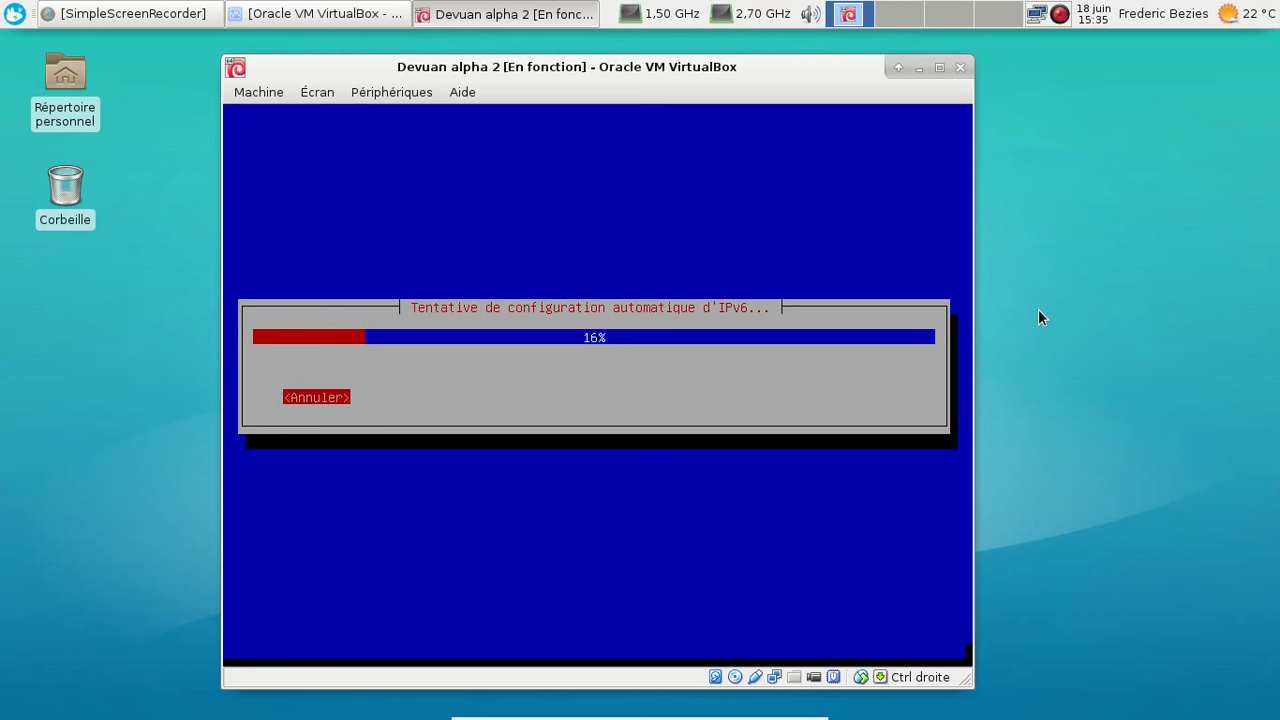 [SimpleScreenRecorder]
[Oracle VM VirtualBox - ...
Devuan alpha 2 [En fonc...
1,50 GHz
2,70 GHz
18 juin
15:35
Frederic Bezies
22 °C
Répertoire
personnel
Corbeille
Devuan alpha 2 [En fonction] - Oracle VM VirtualBox
Machine Écran Périphériques Aide
Tentative de configuration automatique d'IPv6...
16%
<Annuler>
Ctrl droite